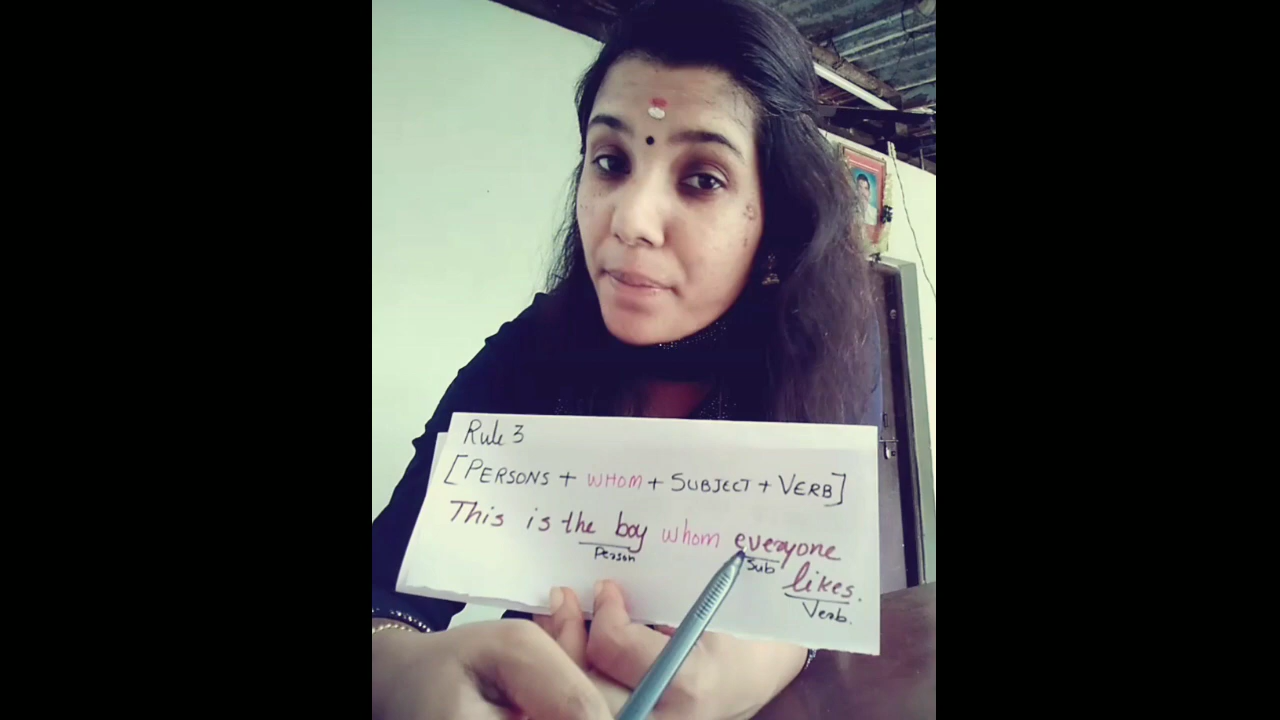 Rule 3
[PERSONS + WHOM + SUBJECT + VERB]
This is the boy whom everyone
Person Sub
likes.
Verb.